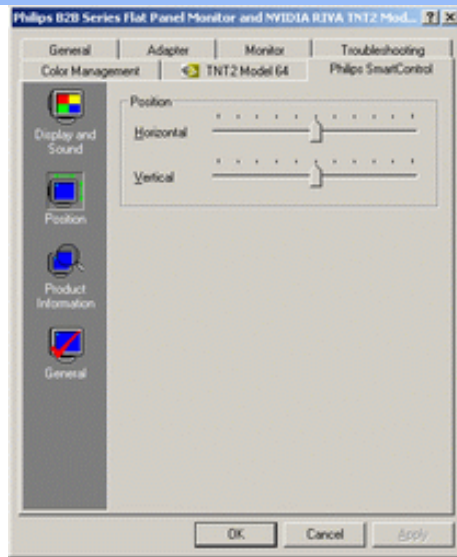 Philips B2B Series Flat Panel Monitor and NVIDIA RIVA TNT2 Mod...
General Adapter Monitor Troubleshooting
Color Management TNT2 Model 64 Philips SmartControl
Position
Horizontal
Vertical
Display and
Sound
Position
Product
Information
General
OK Cancel Apply